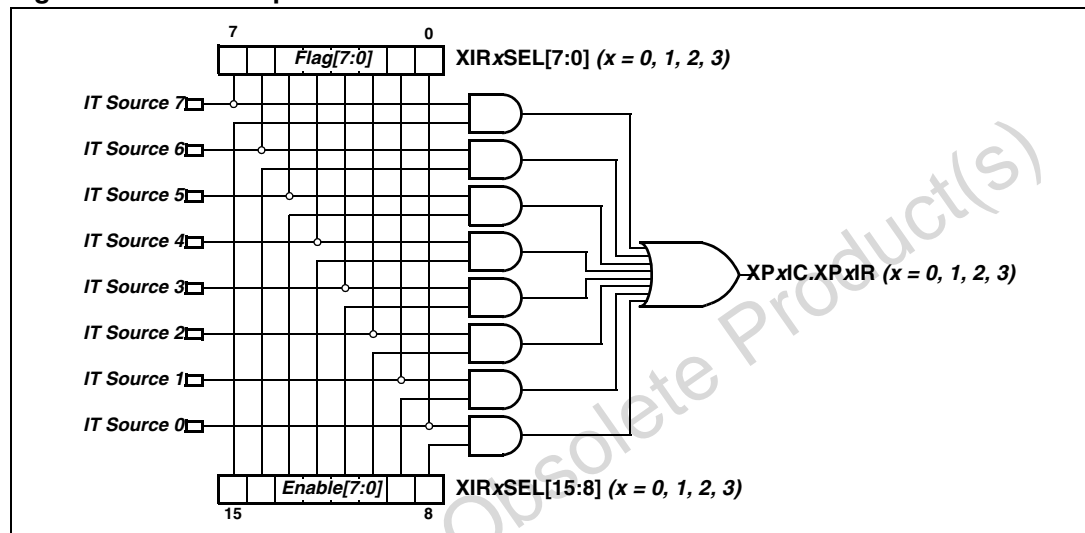 7 0
Flag[7:0] XIRxSEL[7:0] (x = 0, 1, 2, 3)
IT Source 7
IT Source 6
IT Source 5
IT Source 4
IT Source 3
IT Source 2
IT Source 1
IT Source 0
XPxIC.XPxIR (x = 0, 1, 2, 3)
Enable[7:0] XIRxSEL[15:8] (x = 0, 1, 2, 3)
15 8
Obsolete Product(s)